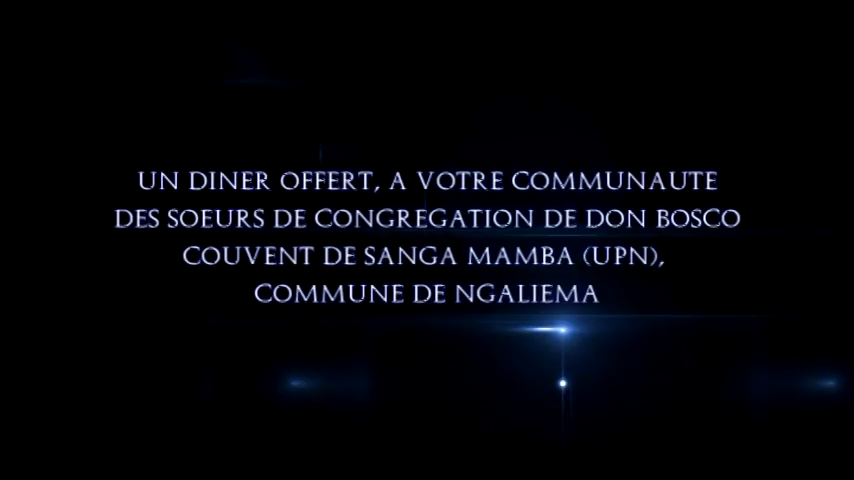 UN DINER OFFERT, A VOTRE COMMUNAUTE
DES SOEURS DE CONGREGATION DE DON BOSCO
COUVENT DE SANGA MAMBA (UPN),
COMMUNE DE NGALIEMA